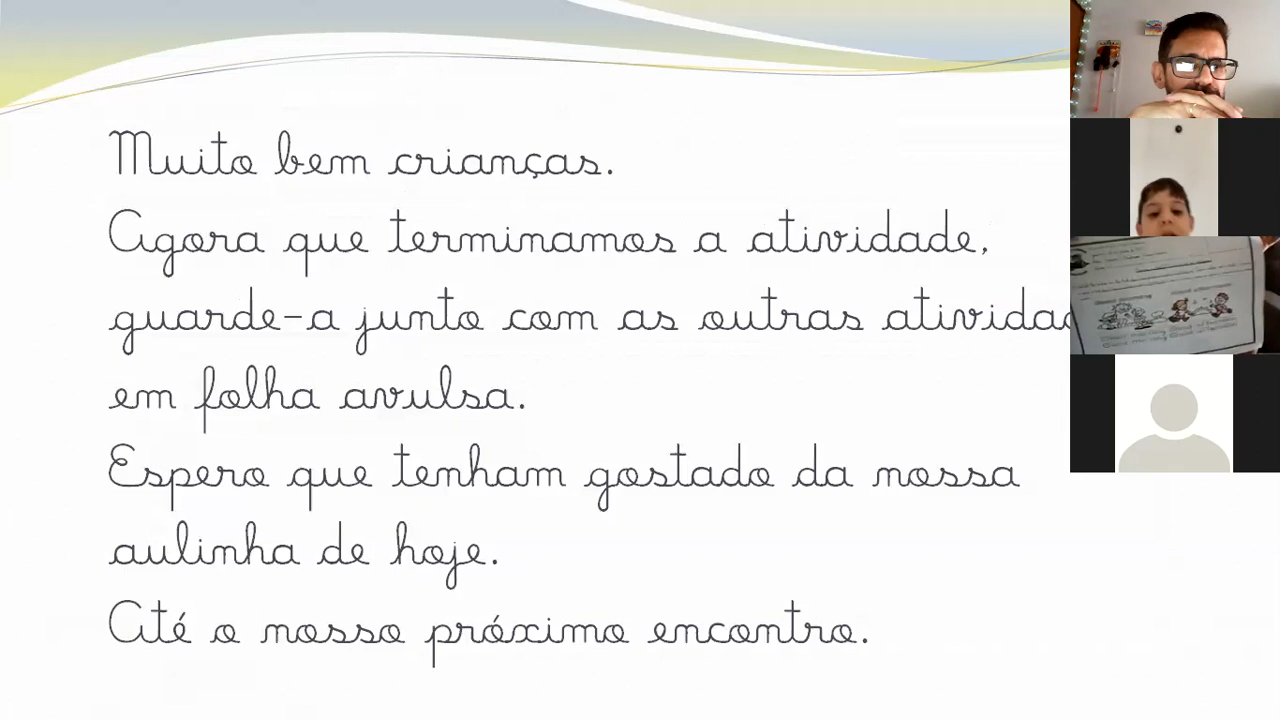 Muito bem crianças.
Agora que terminamos a atividade,
guarde-a junto com as outras ativida
em folha avulsa.
Espero que tenham gostado da nossa
aulinha de hoje.
Até o nosso próximo encontro.